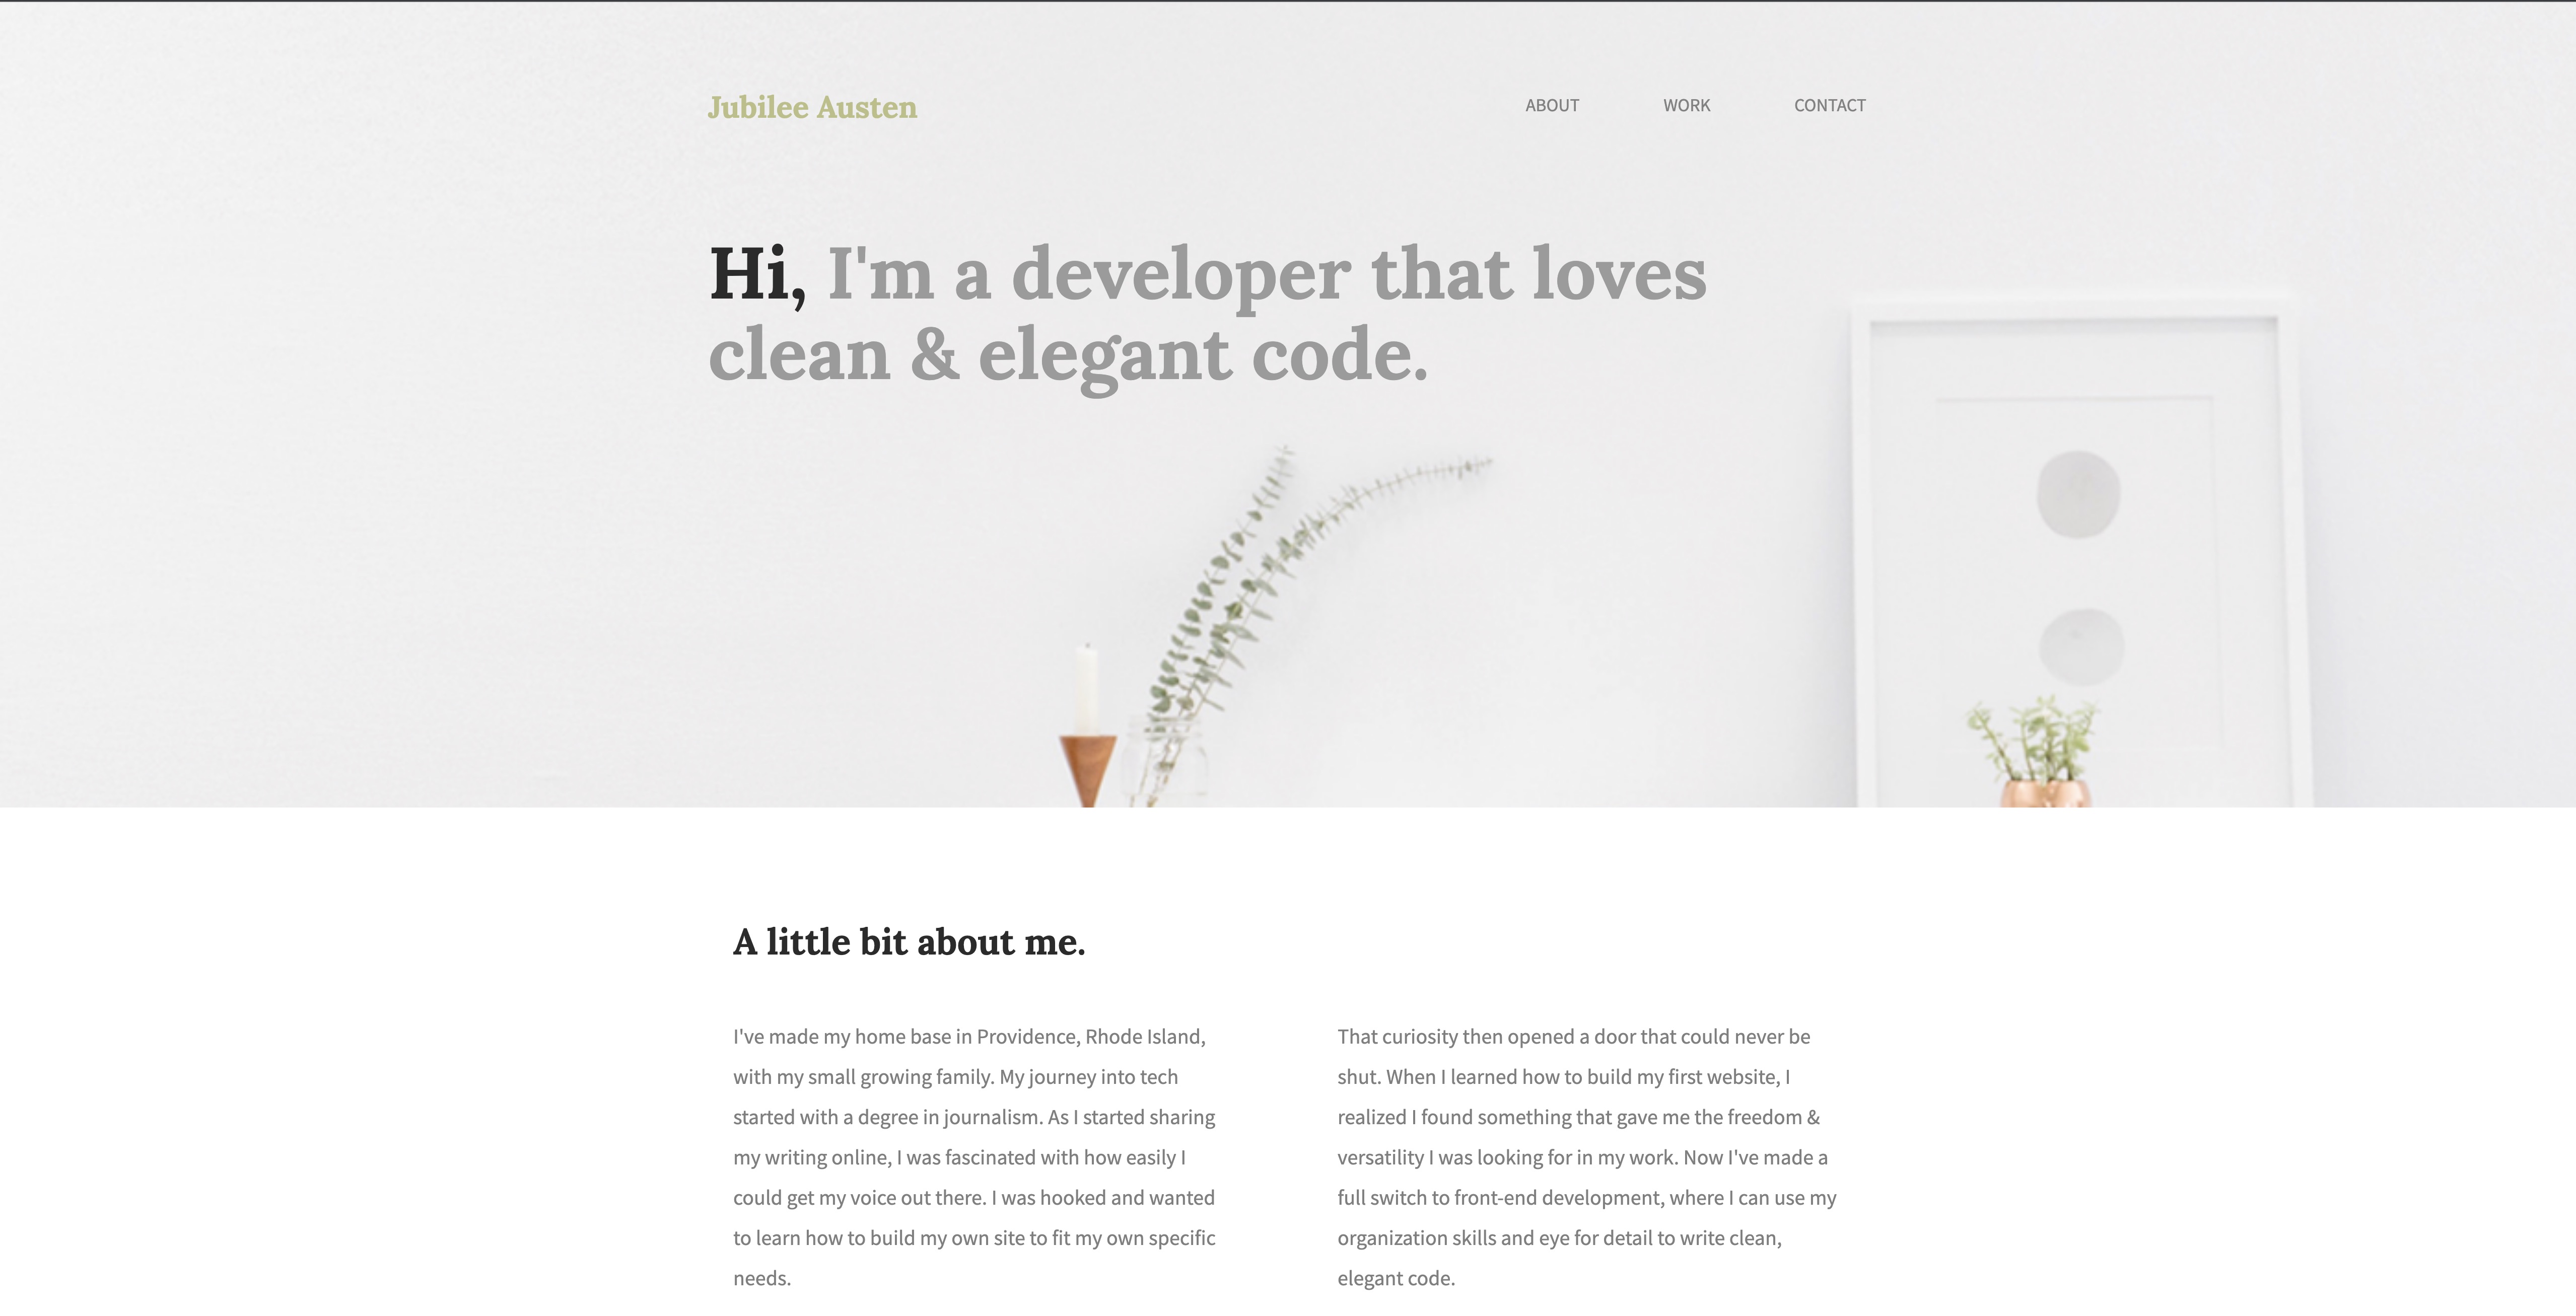 Jubilee Austen
ABOUT WORK CONTACT
Hi, I'm a developer that loves
clean & elegant code.
A little bit about me.
I've made my home base in Providence, Rhode Island,
with my small growing family. My journey into tech
started with a degree in journalism. As I started sharing
my writing online, I was fascinated with how easily I
could get my voice out there. I was hooked and wanted
to learn how to build my own site to fit my own specific
needs.
That curiosity then opened a door that could never be
shut. When I learned how to build my first website, I
realized I found something that gave me the freedom &
versatility I was looking for in my work. Now I've made a
full switch to front-end development, where I can use my
organization skills and eye for detail to write clean,
elegant code.